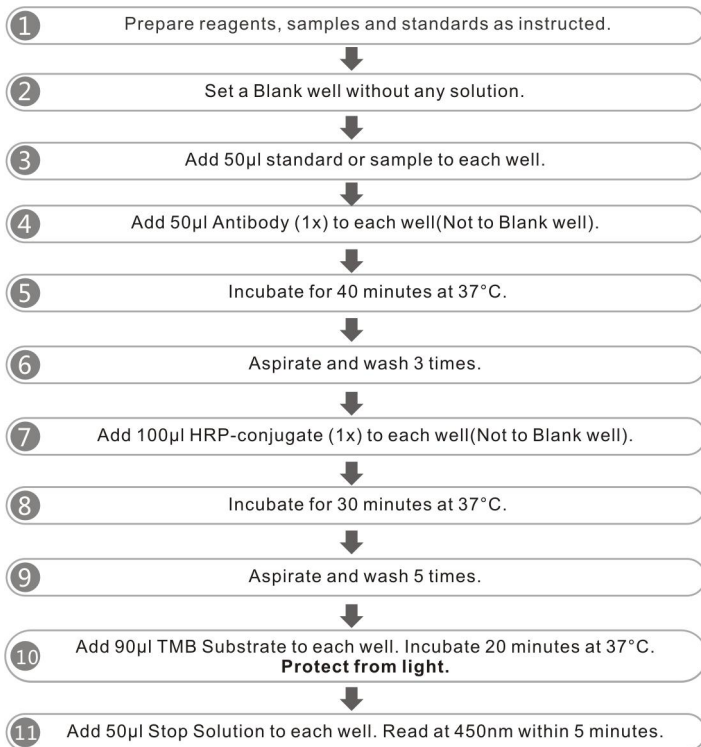 1 Prepare reagents, samples and standards as instructed.
2 Set a Blank well without any solution.
3 Add 50µl standard or sample to each well.
4 Add 50µl Antibody (1x) to each well(Not to Blank well).
5 Incubate for 40 minutes at 37°C.
6 Aspirate and wash 3 times.
7 Add 100µl HRP-conjugate (1x) to each well(Not to Blank well).
8 Incubate for 30 minutes at 37°C.
9 Aspirate and wash 5 times.
10 Add 90µl TMB Substrate to each well. Incubate 20 minutes at 37°C.
Protect from light.
11 Add 50µl Stop Solution to each well. Read at 450nm within 5 minutes.